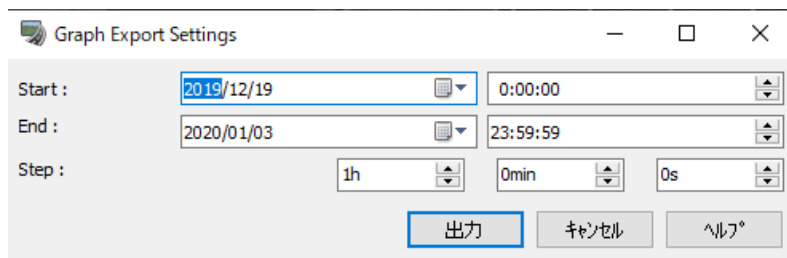 Graph Export Settings
Start : 2019/12/19 0:00:00
End : 2020/01/03 23:59:59
Step : 1h 0min 0s
出力 ｷｬﾝｾﾙ ﾍﾙﾌﾟ